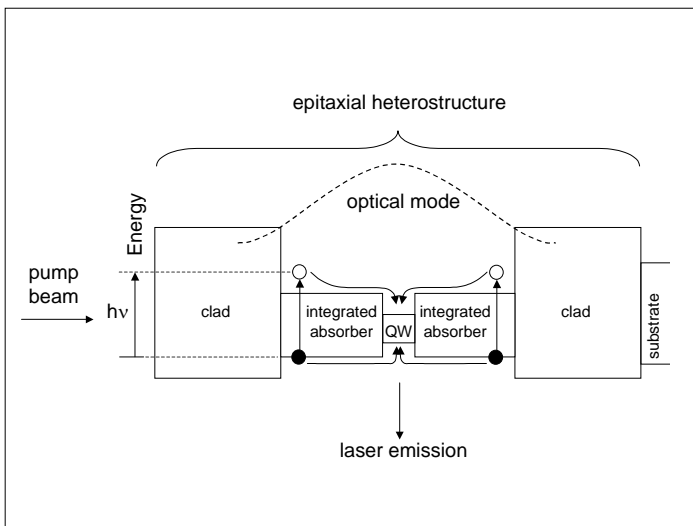 epitaxial heterostructure
optical mode
Energy
pump
beam
hν
clad
integrated
absorber
QW
integrated
absorber
clad
substrate
laser emission